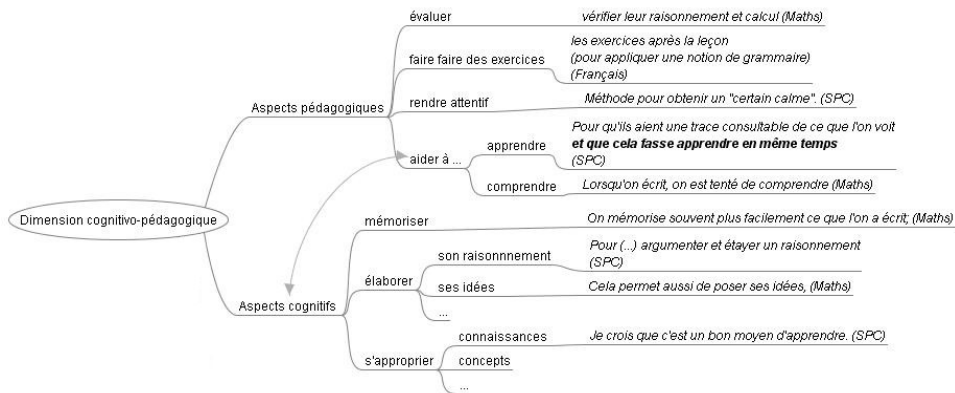 évaluer
vérifier leur raisonnement et calcul (Maths)
faire faire des exercices
les exercices après la leçon
(pour appliquer une notion de grammaire)
(Français)
Aspects pédagogiques
rendre attentif
Méthode pour obtenir un "certain calme". (SPC)
aider à ...
apprendre
Pour qu'ils aient une trace consultable de ce que l'on voit
et que cela fasse apprendre en même temps
(SPC)
comprendre
Lorsqu'on écrit, on est tenté de comprendre (Maths)
Dimension cognitivo-pédagogique
mémoriser
On mémorise souvent plus facilement ce que l'on a écrit; (Maths)
Aspects cognitifs
élaborer
son raisonnnement
Pour (...) argumenter et étayer un raisonnement
(SPC)
ses idées
Cela permet aussi de poser ses idées, (Maths)
...
s'approprier
connaissances
Je crois que c'est un bon moyen d'apprendre. (SPC)
concepts
...